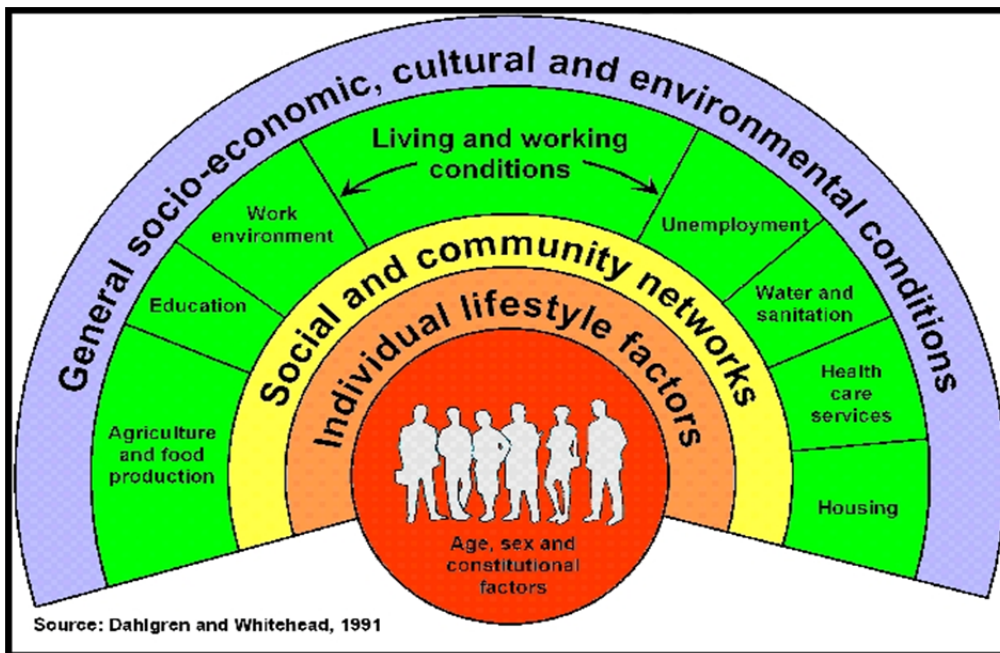 General socio-economic, cultural and environmental conditions
Living and working
conditions
Work
environment
Education
Agriculture
and food
production
Unemployment
Water and
sanitation
Health
care
services
Housing
Social and community networks
Individual lifestyle factors
Age, sex and
constitutional
factors
Source: Dahlgren and Whitehead, 1991